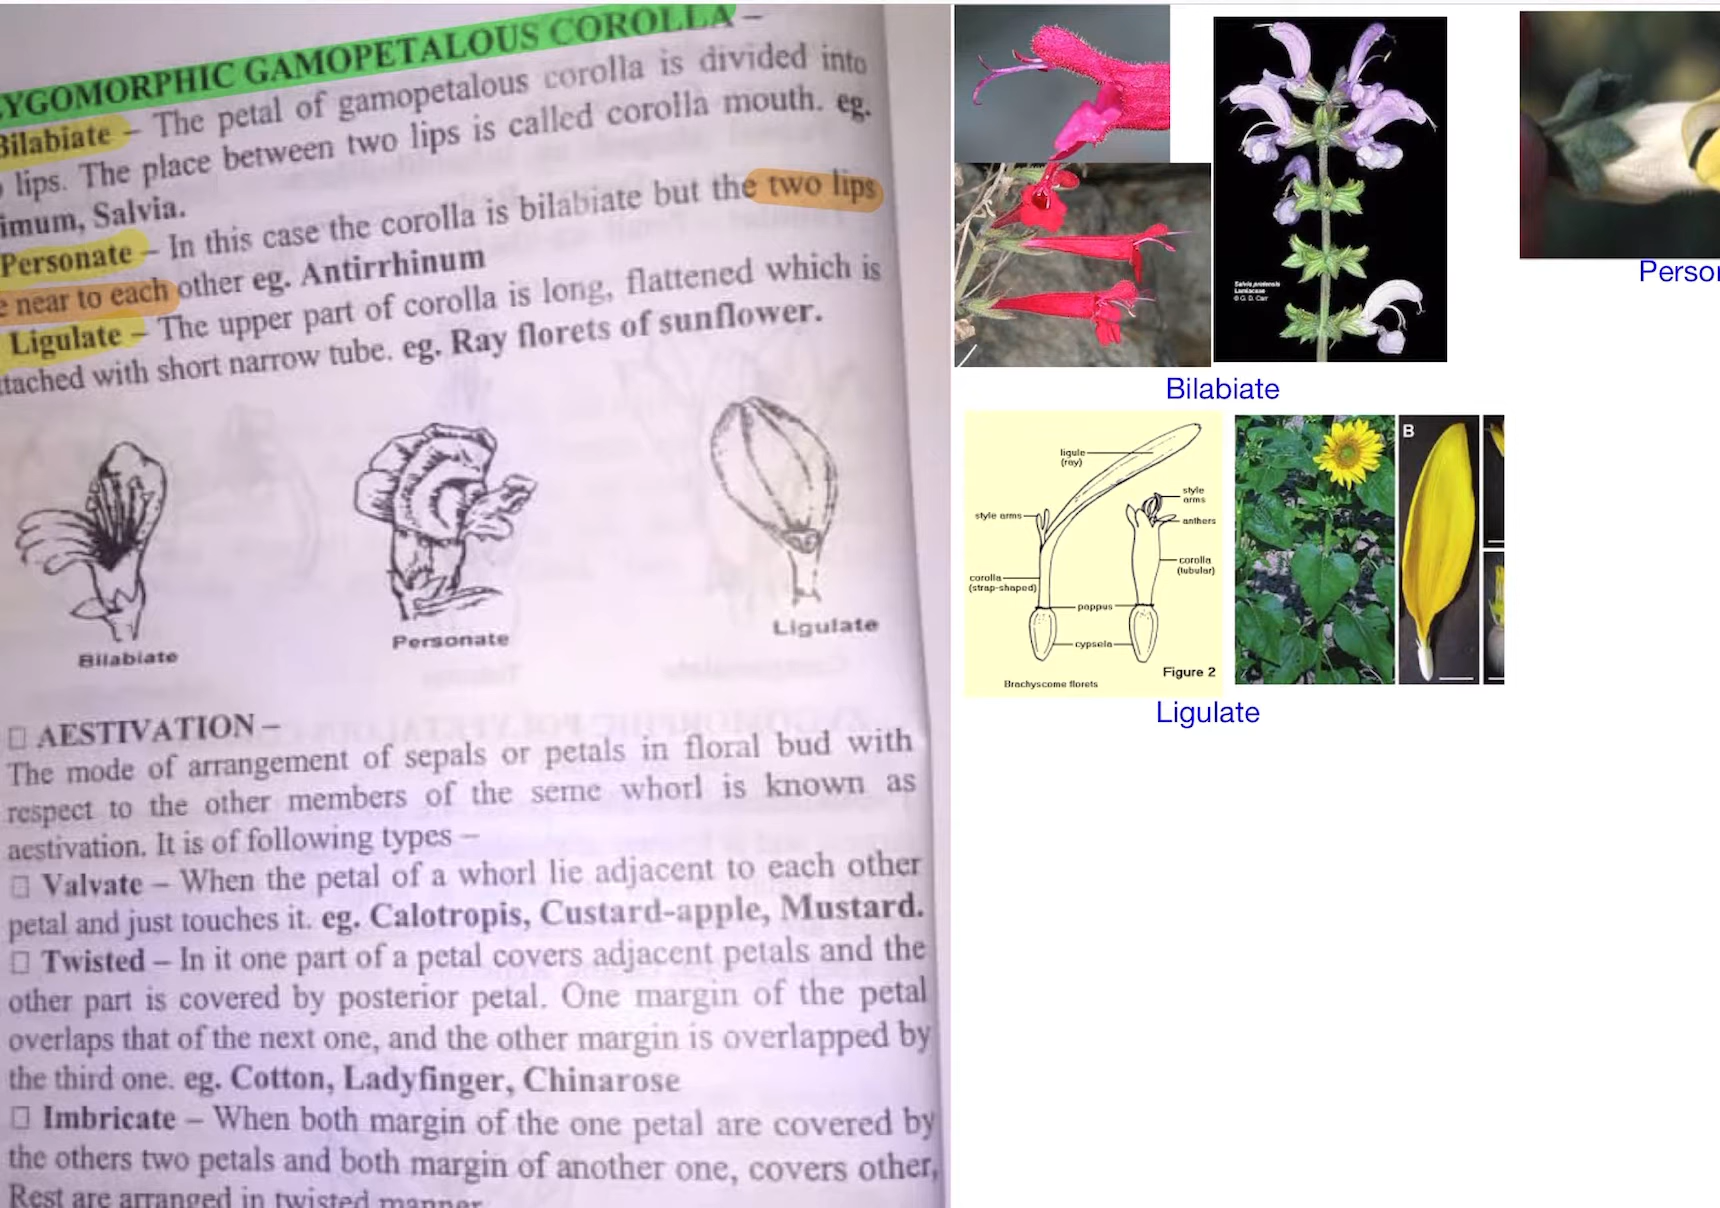 ZYGOMORPHIC GAMOPETALOUS COROLLA –
Bilabiate – The petal of gamopetalous corolla is divided into
lips. The place between two lips is called corolla mouth. eg.
imum, Salvia.
Personate – In this case the corolla is bilabiate but the two lips
e near to each other eg. Antirrhinum
Ligulate – The upper part of corolla is long, flattened which is
ttached with short narrow tube. eg. Ray florets of sunflower.
Bilabiate
Personate
Ligulate
AESTIVATION –
The mode of arrangement of sepals or petals in floral bud with
respect to the other members of the seme whorl is known as
aestivation. It is of following types –
Valvate – When the petal of a whorl lie adjacent to each other
petal and just touches it. eg. Calotropis, Custard-apple, Mustard.
Twisted – In it one part of a petal covers adjacent petals and the
other part is covered by posterior petal. One margin of the petal
overlaps that of the next one, and the other margin is overlapped by
the third one. eg. Cotton, Ladyfinger, Chinarose
Imbricate – When both margin of the one petal are covered by
the others two petals and both margin of another one, covers other,
Rest are arranged in twisted manner
Salvia pratensis
Lamiaceae
© G. D. Carr
Bilabiate
Person
ligule
(ray)
style arms
style
arms
anthers
corolla
(strap-shaped)
corolla
(tubular)
pappus
cypsela
Figure 2
Brachyscome florets
B
Ligulate